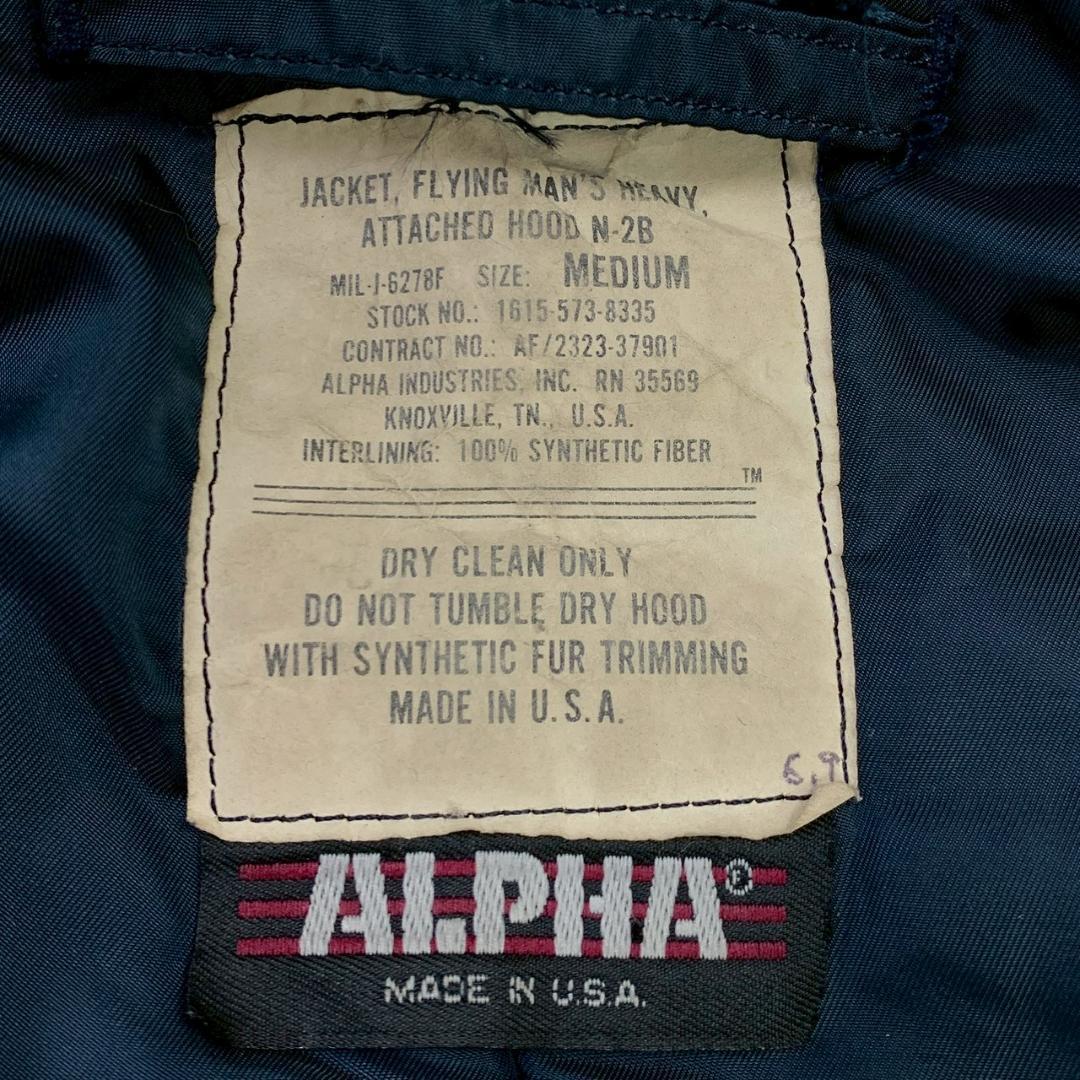 JACKET, FLYING MAN'S HEAVY,
ATTACHED HOOD N-2B
MIL-J-6278F SIZE: MEDIUM
STOCK NO.: 1615-573-8335
CONTRACT NO.: AF/2323-37901
ALPHA INDUSTRIES, INC. RN 35569
KNOXVILLE, TN., U.S.A.
INTERLINING: 100% SYNTHETIC FIBER
TM
DRY CLEAN ONLY
DO NOT TUMBLE DRY HOOD
WITH SYNTHETIC FUR TRIMMING
MADE IN U.S.A.
6,9
ALPHA®
MADE IN U.S.A.